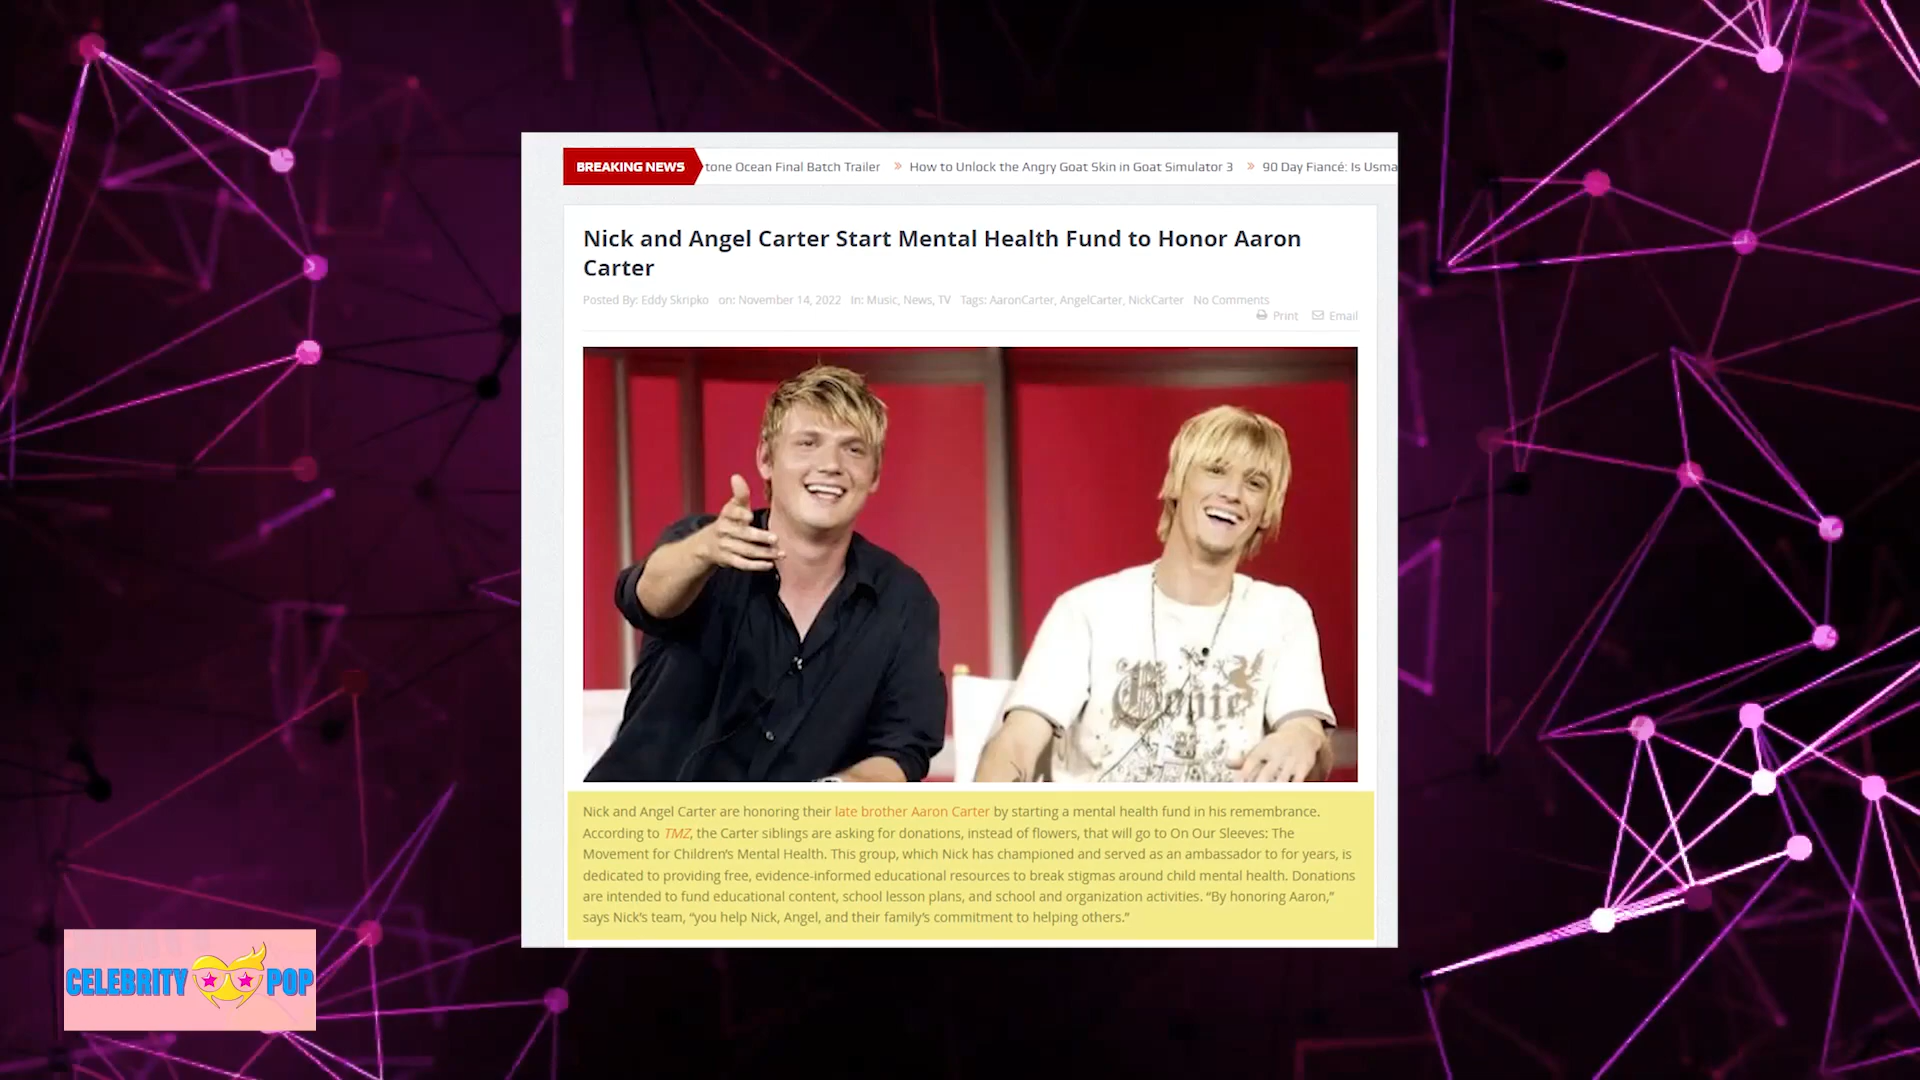 BREAKING NEWS tone Ocean Final Batch Trailer » How to Unlock the Angry Goat Skin in Goat Simulator 3 » 90 Day Fiancé: Is Usma
Nick and Angel Carter Start Mental Health Fund to Honor Aaron
Carter
Posted By: Eddy Skripko on: November 14, 2022 In: Music, News, TV Tags: AaronCarter, AngelCarter, NickCarter No Comments
Print Email
Nick and Angel Carter are honoring their late brother Aaron Carter by starting a mental health fund in his remembrance.
According to TMZ, the Carter siblings are asking for donations, instead of flowers, that will go to On Our Sleeves: The
Movement for Children's Mental Health. This group, which Nick has championed and served as an ambassador to for years, is
dedicated to providing free, evidence-informed educational resources to break stigmas around child mental health. Donations
are intended to fund educational content, school lesson plans, and school and organization activities. “By honoring Aaron,”
says Nick's team, “you help Nick, Angel, and their family's commitment to helping others.”
CELEBRITY POP